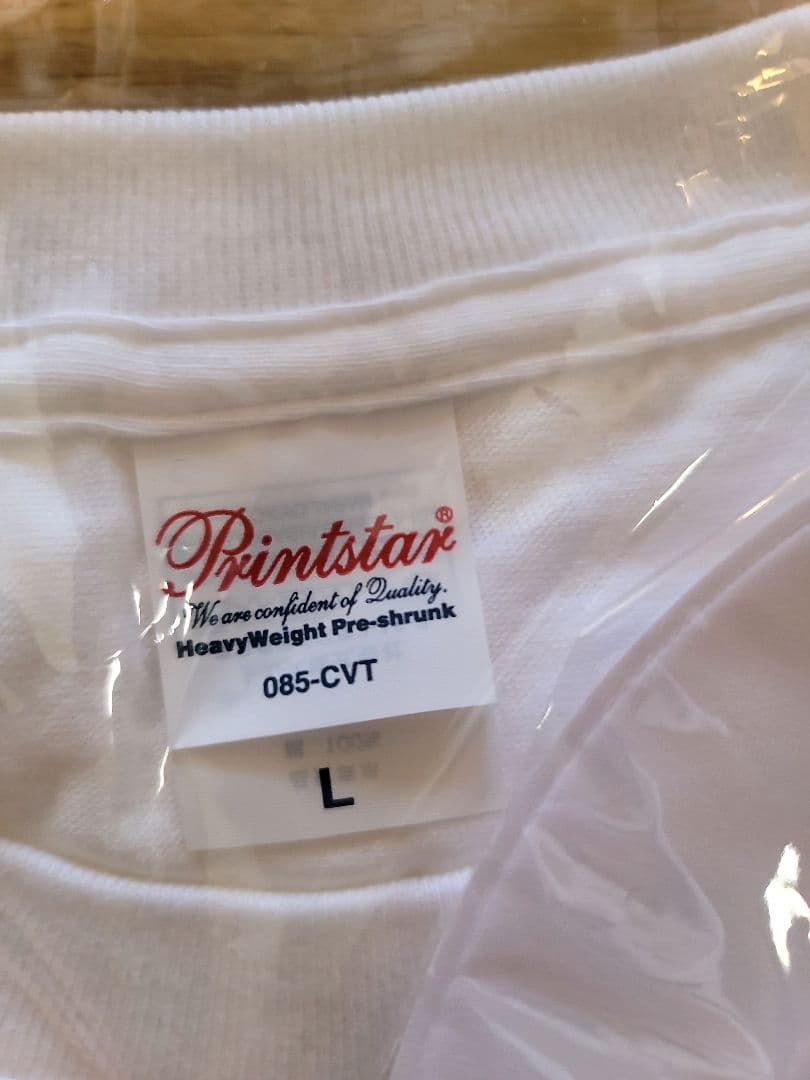 Printstar®
We are confident of Quality.
HeavyWeight Pre-shrunk
085-CVT
L